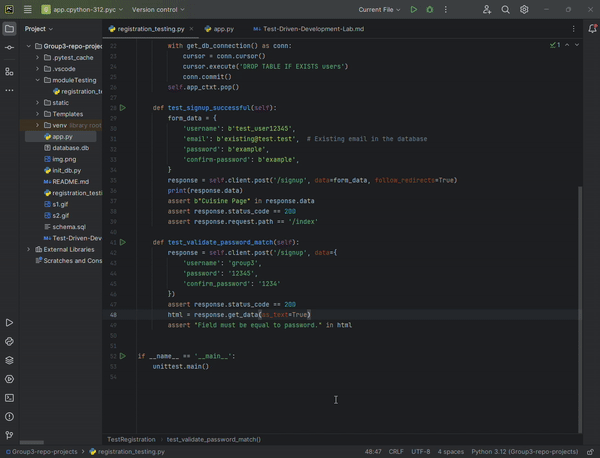 app.cpython-312.pyc
Version control
Current File
Project
registration_testing.py
app.py
Test-Driven-Development-Lab.md
Group3-repo-projects
.pytest_cache
.vscode
moduleTesting
registration_te
static
Templates
venv library root
app.py
database.db
img.png
init_db.py
README.md
registration_testi
s1.gif
s2.gif
schema.sql
Test-Driven-Deve
External Libraries
Scratches and Cons
1
22 with get_db_connection() as conn:
23 cursor = conn.cursor()
24 cursor.execute('DROP TABLE IF EXISTS users')
25 conn.commit()
26 self.app_ctxt.pop()
27
28 def test_signup_successful(self):
29 form_data = {
30 'username': b'test_user12345',
31 'email': b'existing@test.test', # Existing email in the database
32 'password': b'example',
33 'confirm-password': b'example',
34 }
35 response = self.client.post('/signup', data=form_data, follow_redirects=True)
36 print(response.data)
37 assert b"Cuisine Page" in response.data
38 assert response.status_code == 200
39 assert response.request.path == '/index'
40
41 def test_validate_password_match(self):
42 response = self.client.post('/signup', data={
43 'username': 'group3',
44 'password': '12345',
45 'confirm_password': '1234'
46 })
47 assert response.status_code == 200
48 html = response.get_data(as_text=True)
49 assert "Field must be equal to password." in html
50
51
52 if __name__ == '__main__':
53 unittest.main()
54
TestRegistration > test_validate_password_match()
Group3-repo-projects > registration_testing.py
48:47 CRLF UTF-8 4 spaces Python 3.12 (Group3-repo-projects)